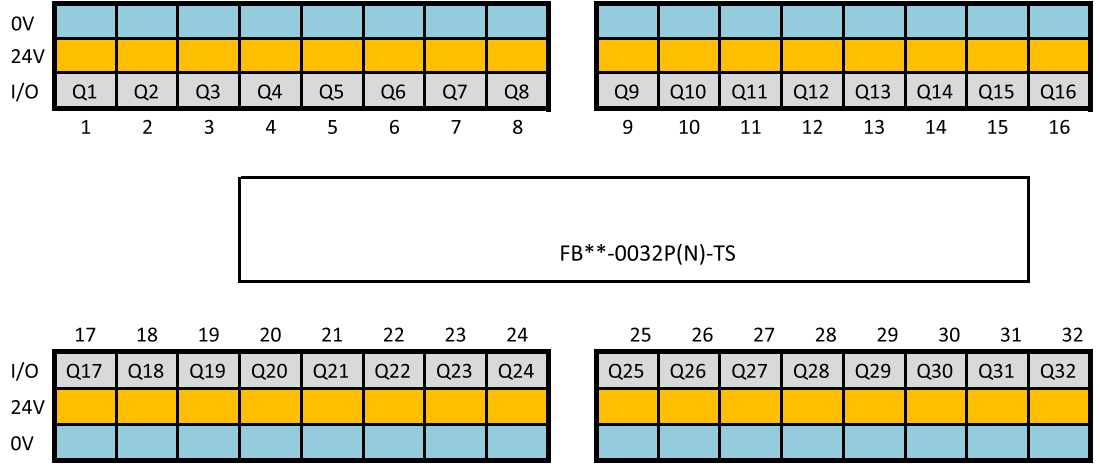 0V
24V
I/O Q1 Q2 Q3 Q4 Q5 Q6 Q7 Q8 Q9 Q10 Q11 Q12 Q13 Q14 Q15 Q16
1 2 3 4 5 6 7 8 9 10 11 12 13 14 15 16
FB**-0032P(N)-TS
17 18 19 20 21 22 23 24 25 26 27 28 29 30 31 32
I/O Q17 Q18 Q19 Q20 Q21 Q22 Q23 Q24 Q25 Q26 Q27 Q28 Q29 Q30 Q31 Q32
24V
0V